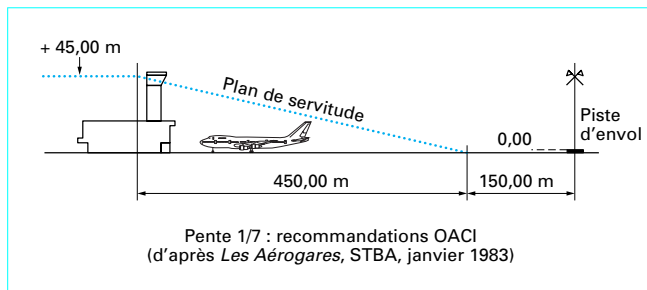 + 45,00 m
Plan de servitude
Piste
d'envol
0,00
450,00 m
150,00 m
Pente 1/7 : recommandations OACI
(d'après Les Aérogares, STBA, janvier 1983)